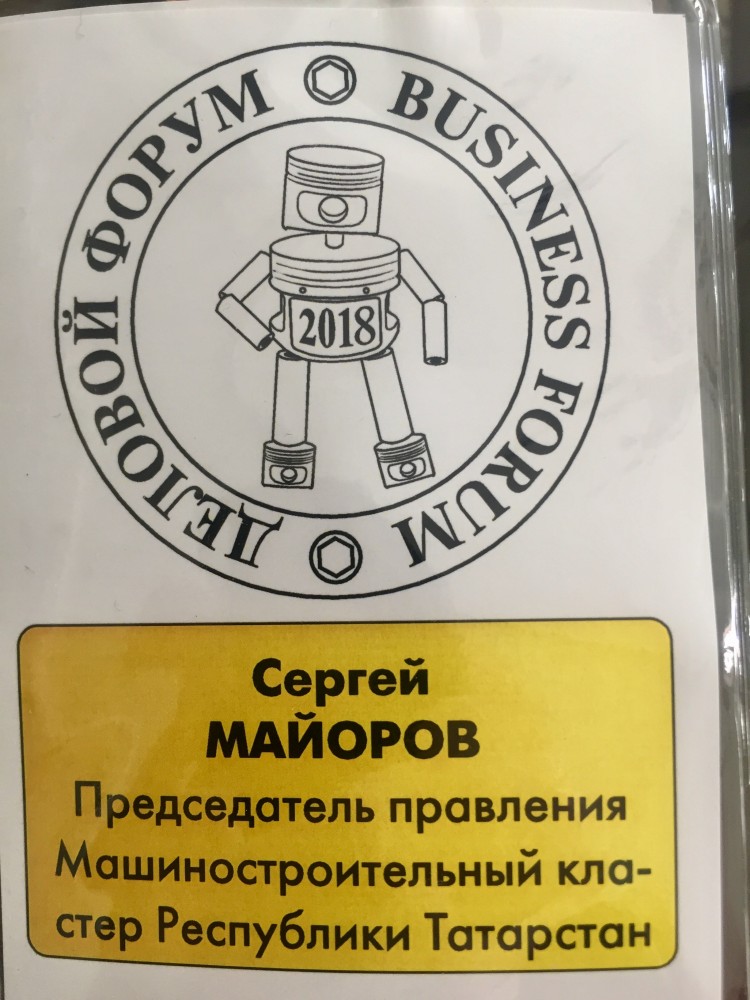 ДЕЛОВОЙ ФОРУМ
BUSINESS FORUM
2018
Сергей
МАЙОРОВ
Председатель правления
Машиностроительный кла-
стер Республики Татарстан